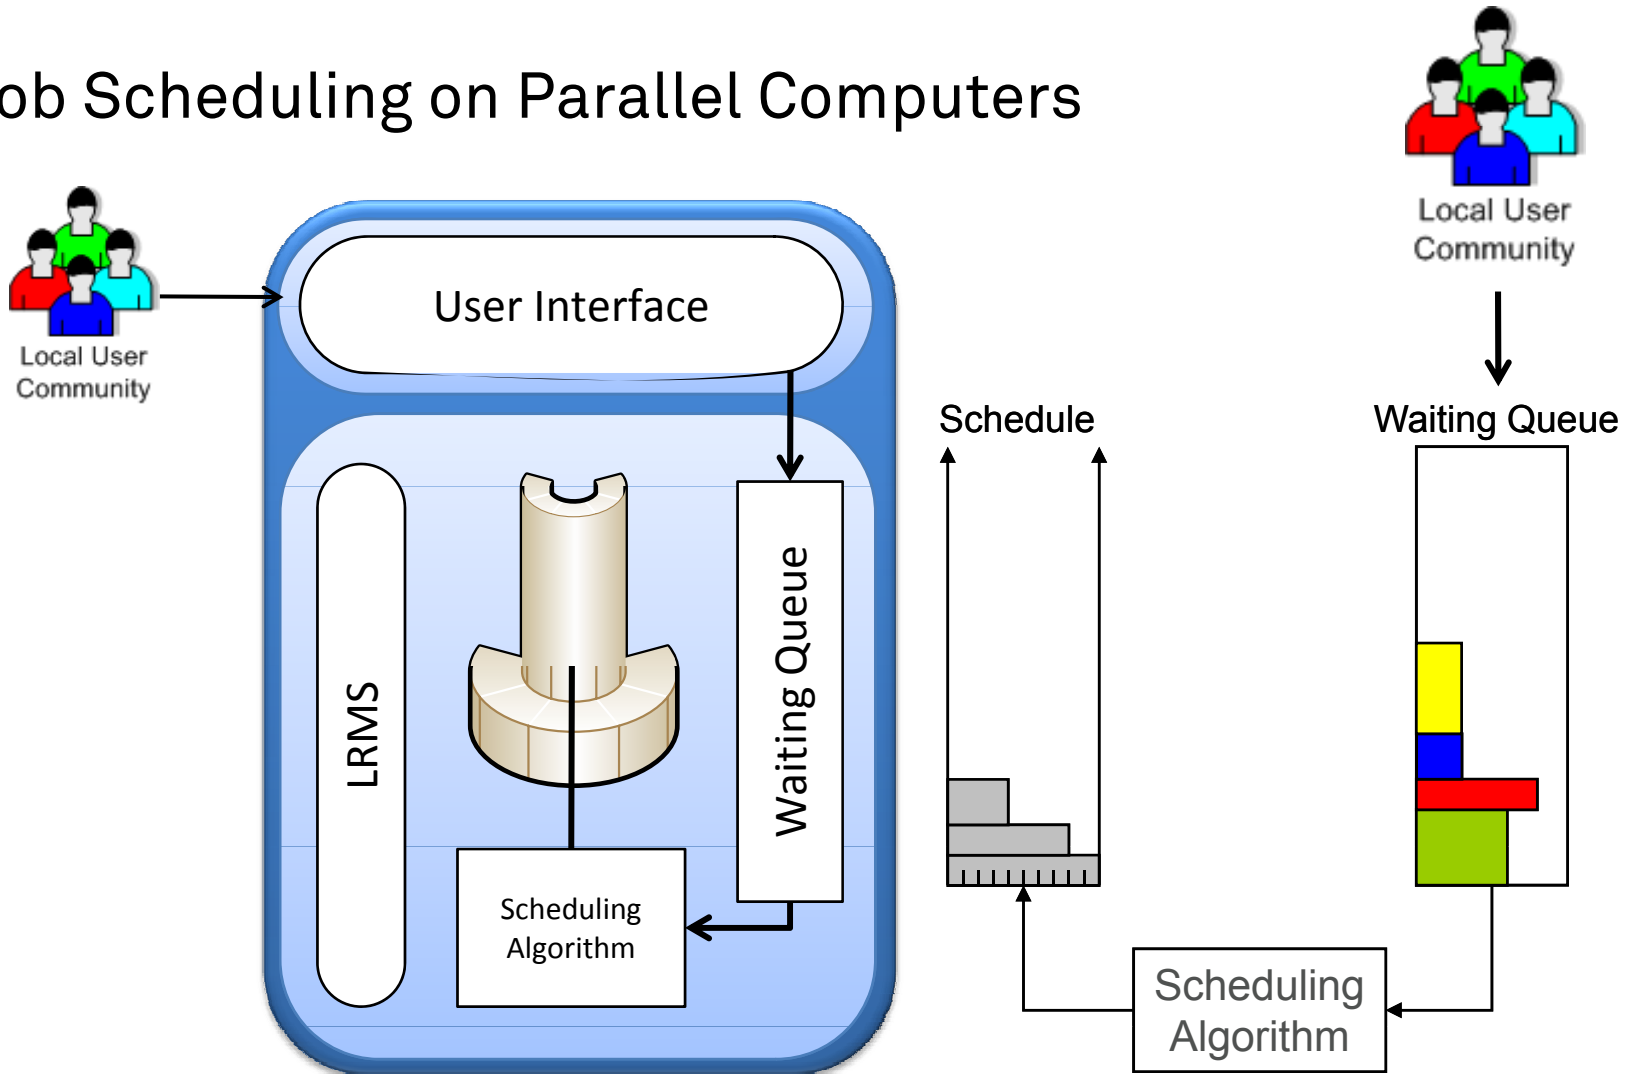 ob Scheduling on Parallel Computers
Local User
Community
User Interface
LRMS
Waiting Queue
Scheduling
Algorithm
Schedule
Local User
Community
Waiting Queue
Scheduling
Algorithm